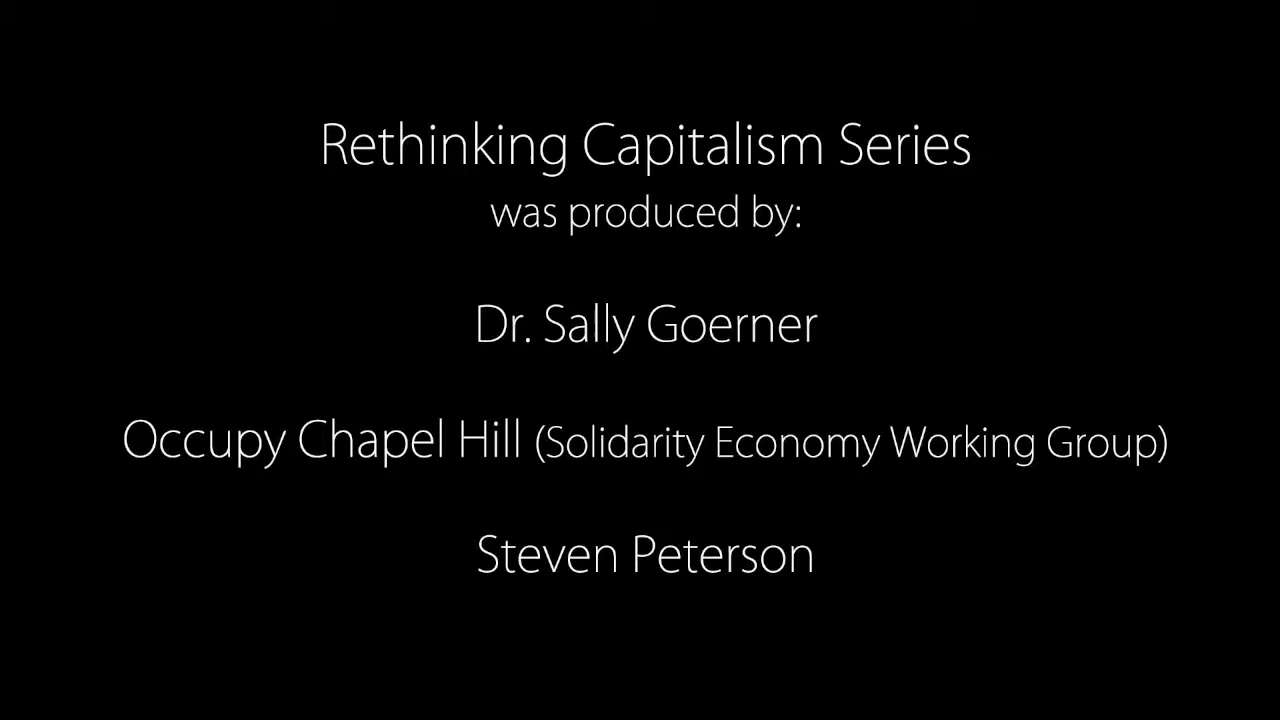 Rethinking Capitalism Series
was produced by:
Dr. Sally Goerner
Occupy Chapel Hill (Solidarity Economy Working Group)
Steven Peterson